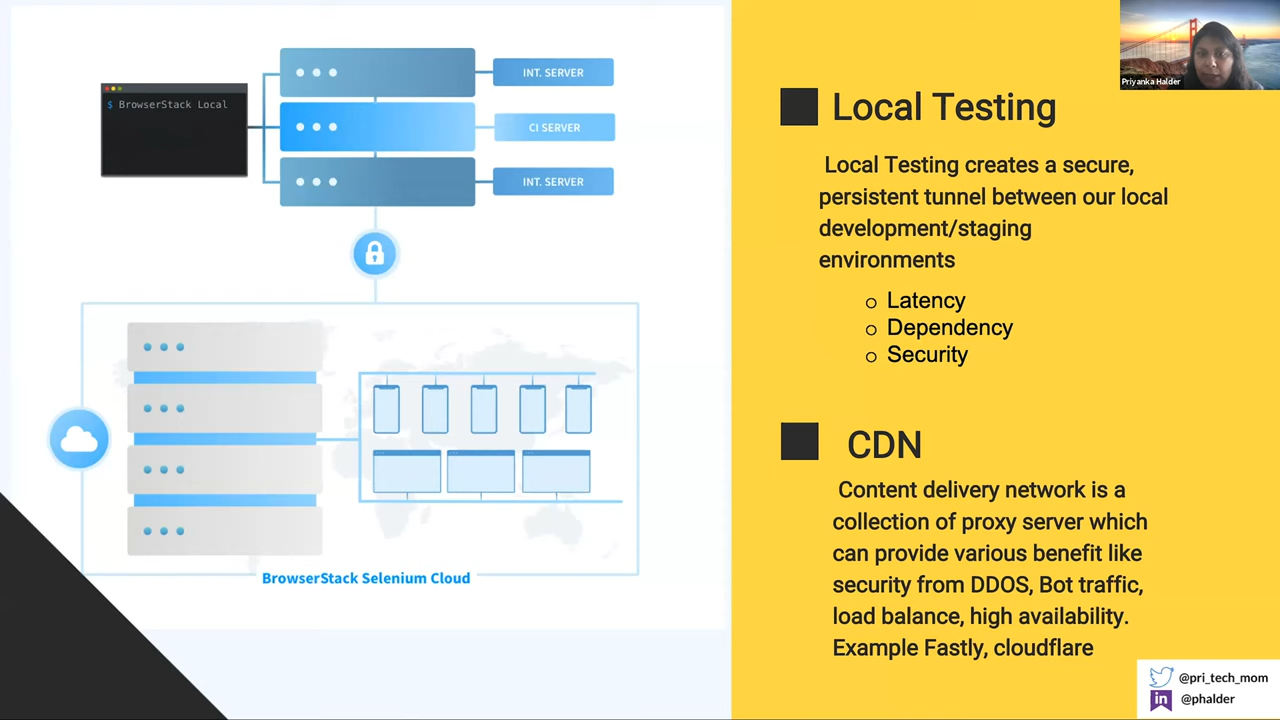 $ BrowserStack Local
INT. SERVER
CI SERVER
INT. SERVER
BrowserStack Selenium Cloud
Priyanka Halder
Local Testing
Local Testing creates a secure,
persistent tunnel between our local
development/staging
environments
Latency
Dependency
Security
CDN
Content delivery network is a
collection of proxy server which
can provide various benefit like
security from DDOS, Bot traffic,
load balance, high availability.
Example Fastly, cloudflare
@pri_tech_mom
in @phalder